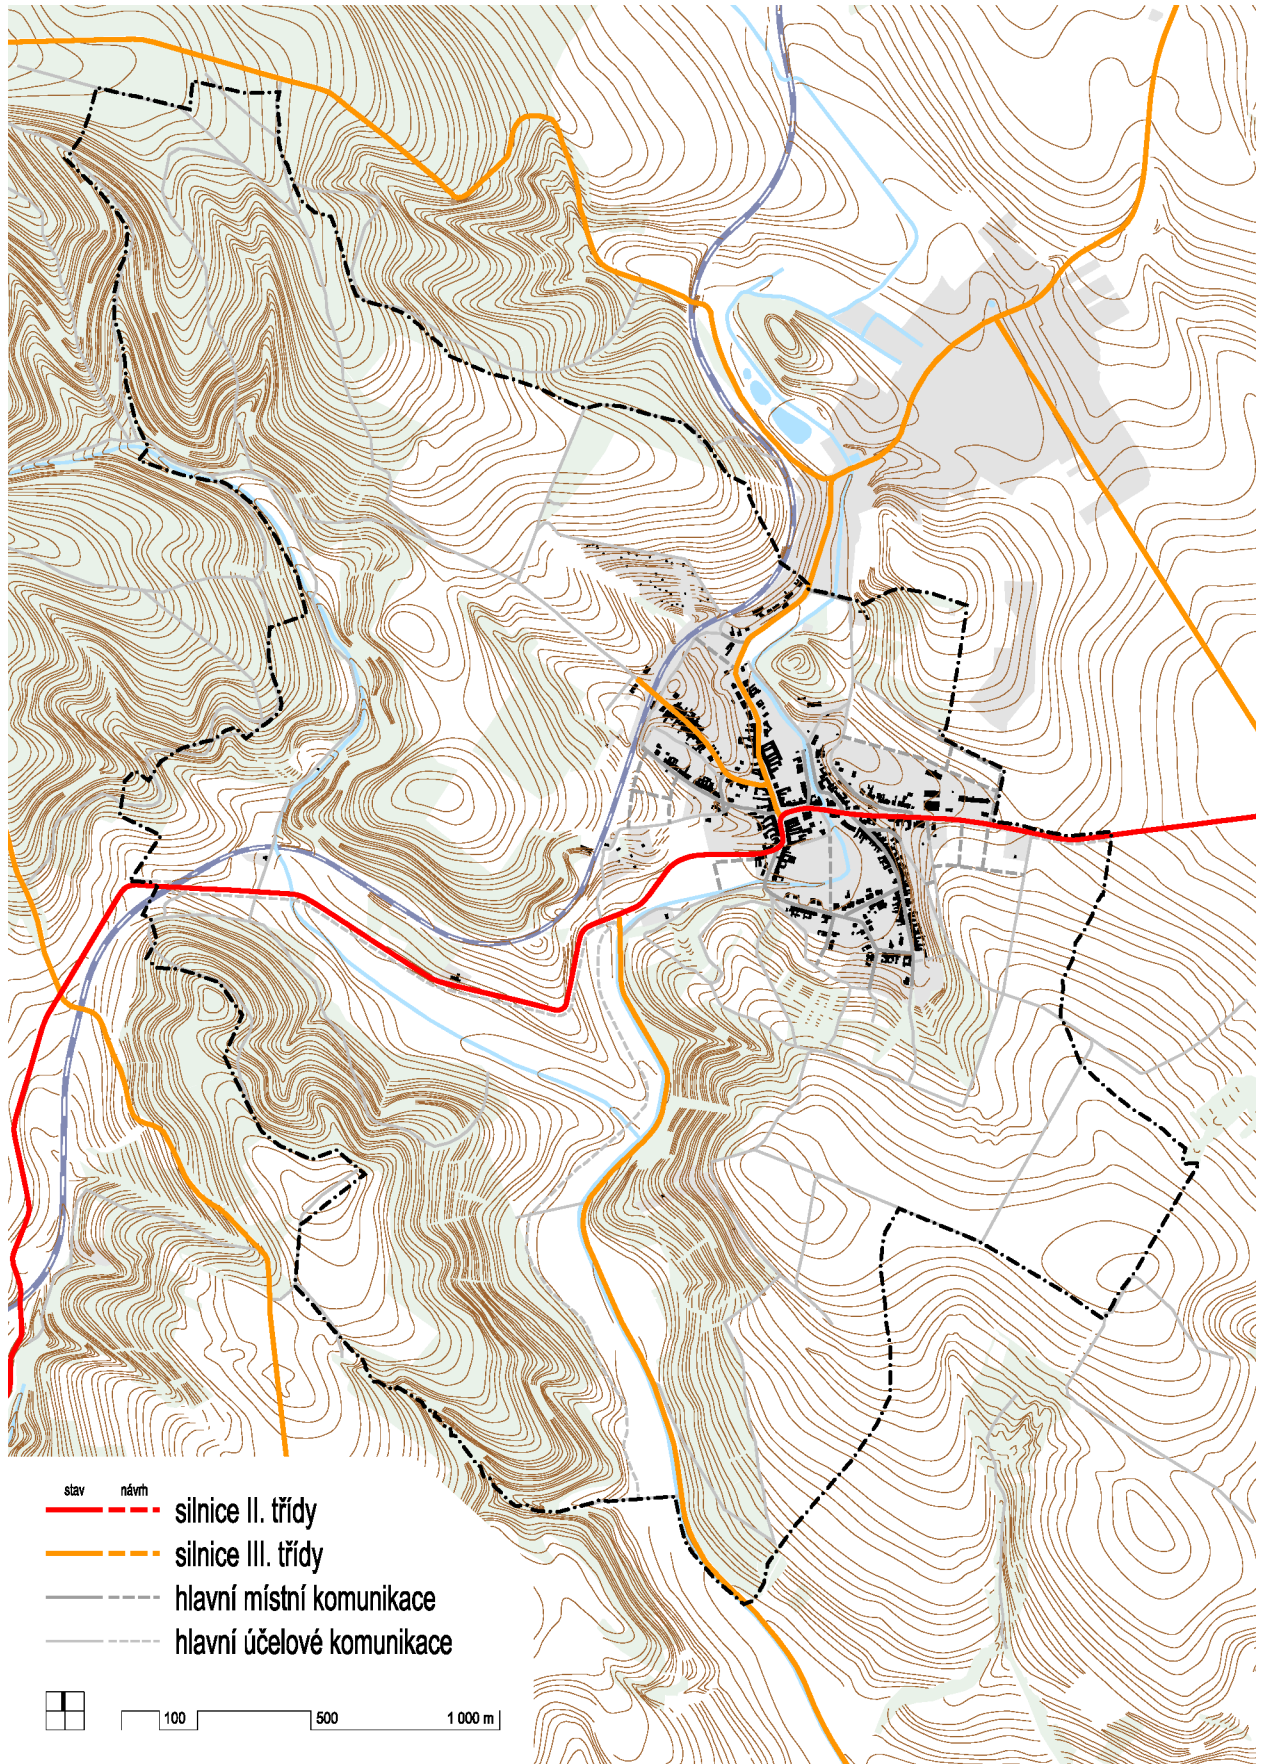 stav návrh
silnice II. třídy
silnice III. třídy
hlavní místní komunikace
hlavní účelové komunikace
100 500 1 000 m